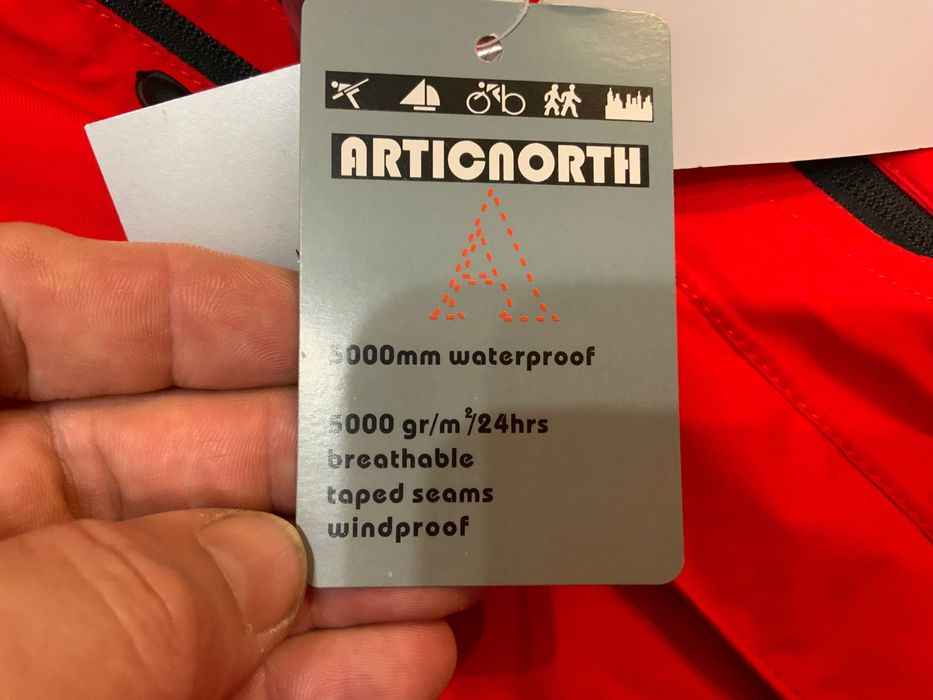 ARTICNORTH
5000mm waterproof
5000 gr/m²/24hrs
breathable
taped seams
windproof